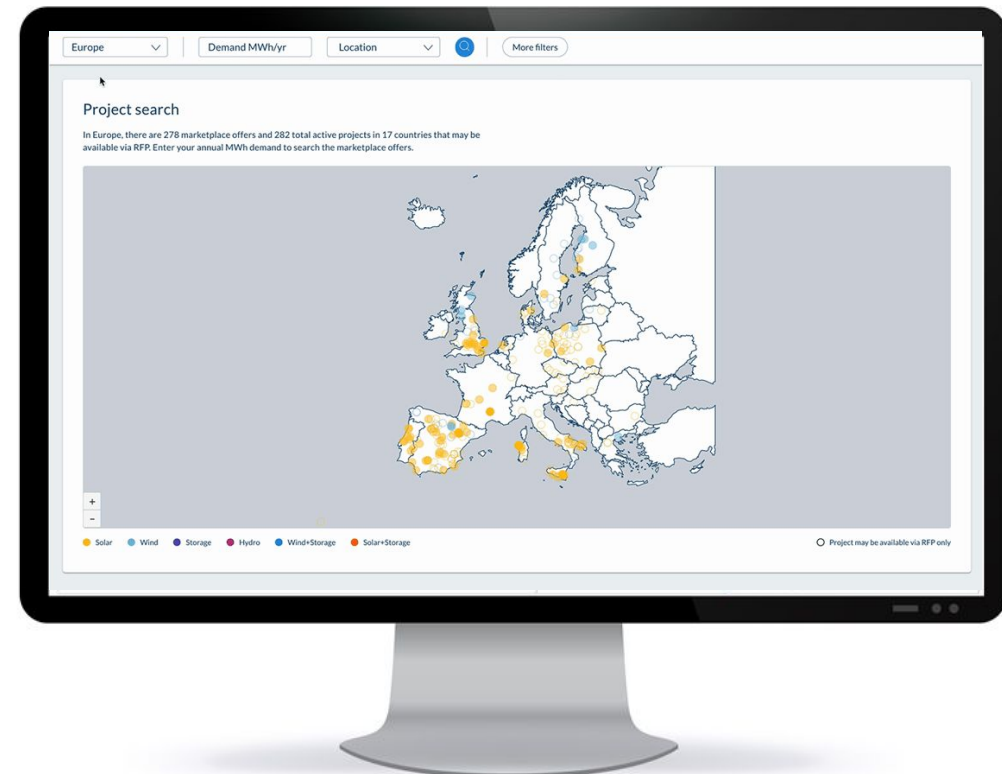 Europe
Demand MWh/yr
Location
More filters
Project search
In Europe, there are 278 marketplace offers and 282 total active projects in 17 countries that may be
available via RFP. Enter your annual MWh demand to search the marketplace offers.
+
-
Solar
Wind
Storage
Hydro
Wind+Storage
Solar+Storage
Project may be available via RFP only